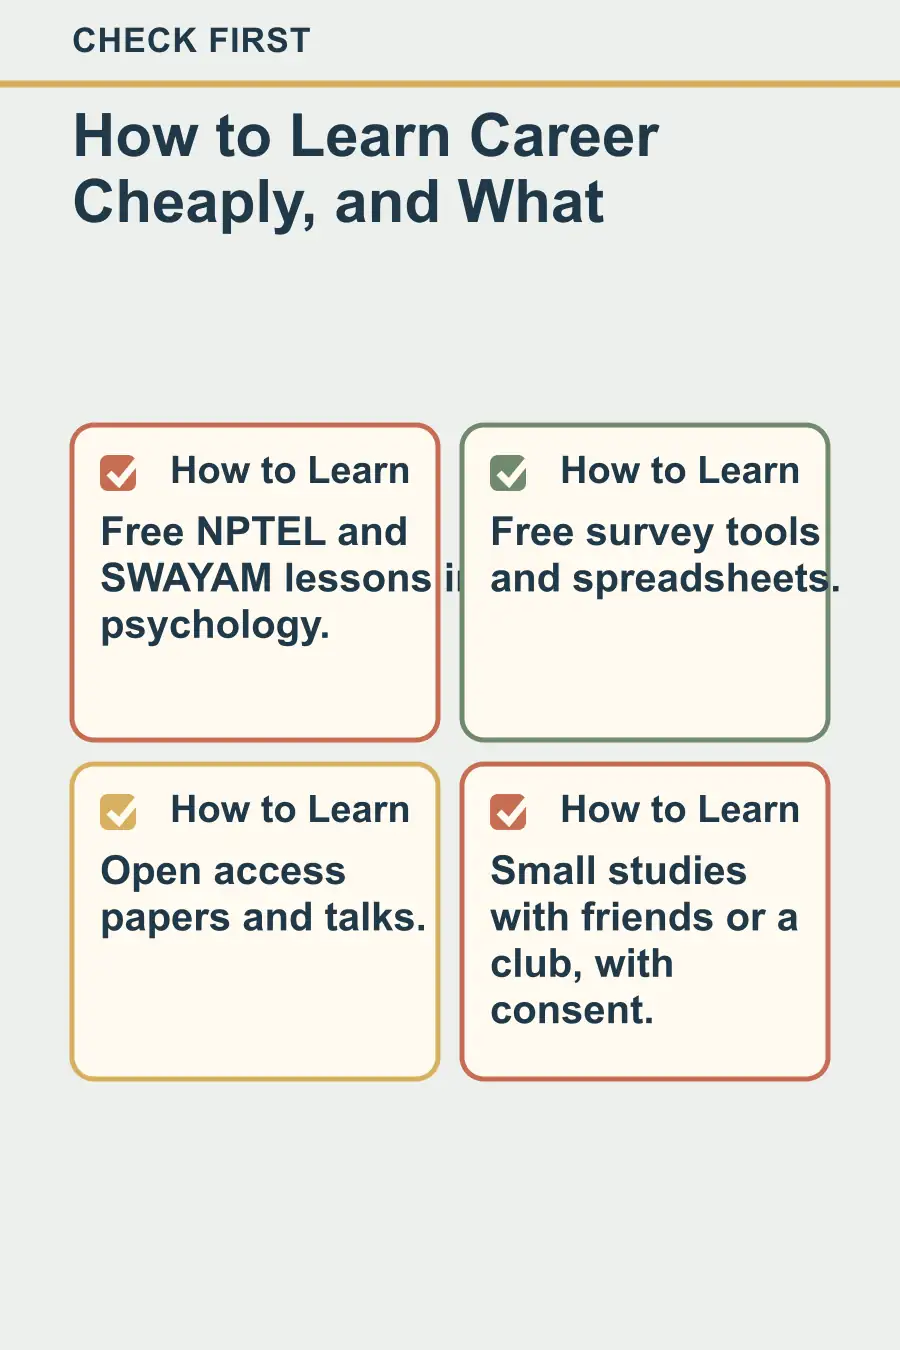 CHECK FIRST
How to Learn Career
Cheaply, and What
How to Learn
Free NPTEL and
SWAYAM lessons
psychology.
How to Learn
Free survey tools
and spreadsheets.
How to Learn
Open access
papers and talks.
How to Learn
Small studies
with friends or a
club, with
consent.